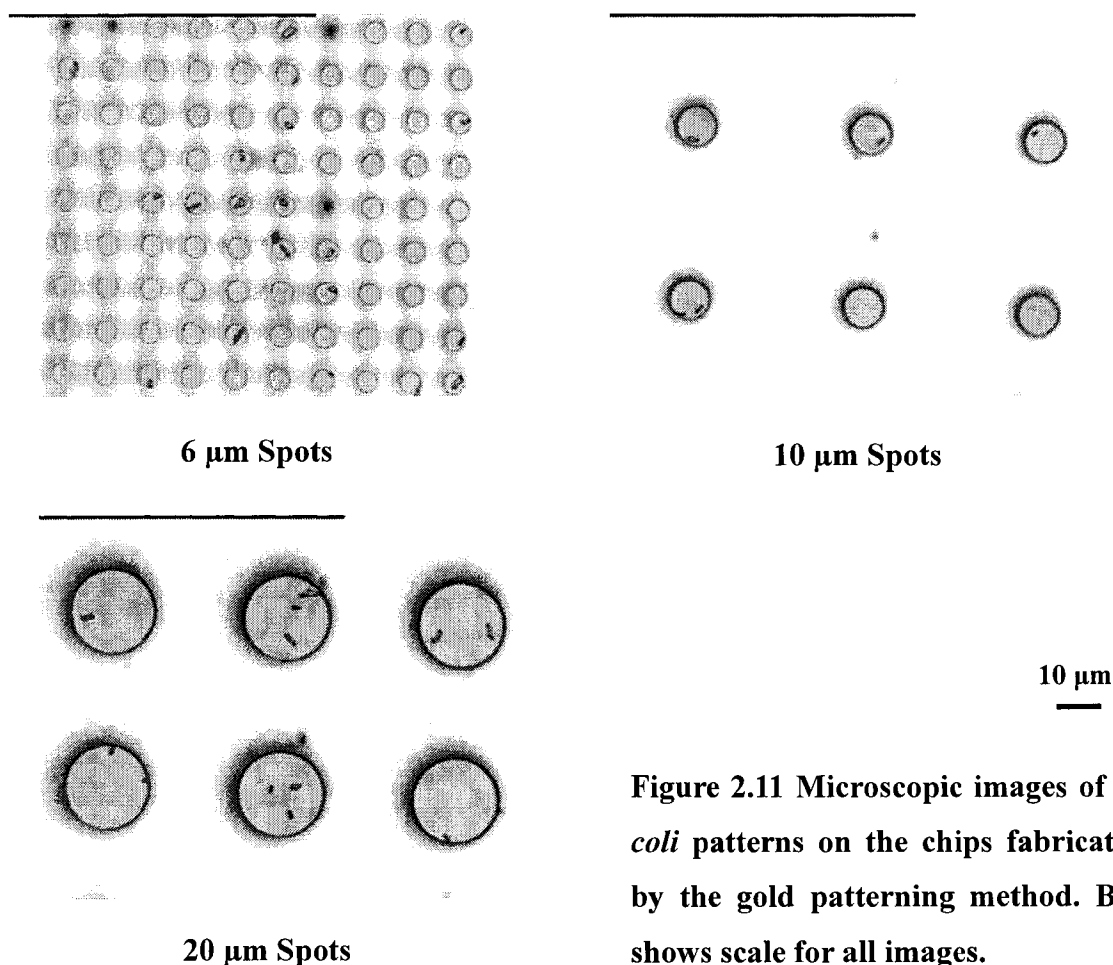 6 μm Spots
10 μm Spots
20 μm Spots
10 μm
Figure 2.11 Microscopic images of
coli patterns on the chips fabricat
by the gold patterning method. B
shows scale for all images.